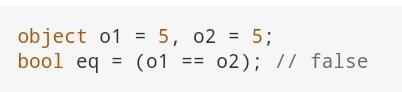 object o1 = 5, o2 = 5;
bool eq = (o1 == o2); // false